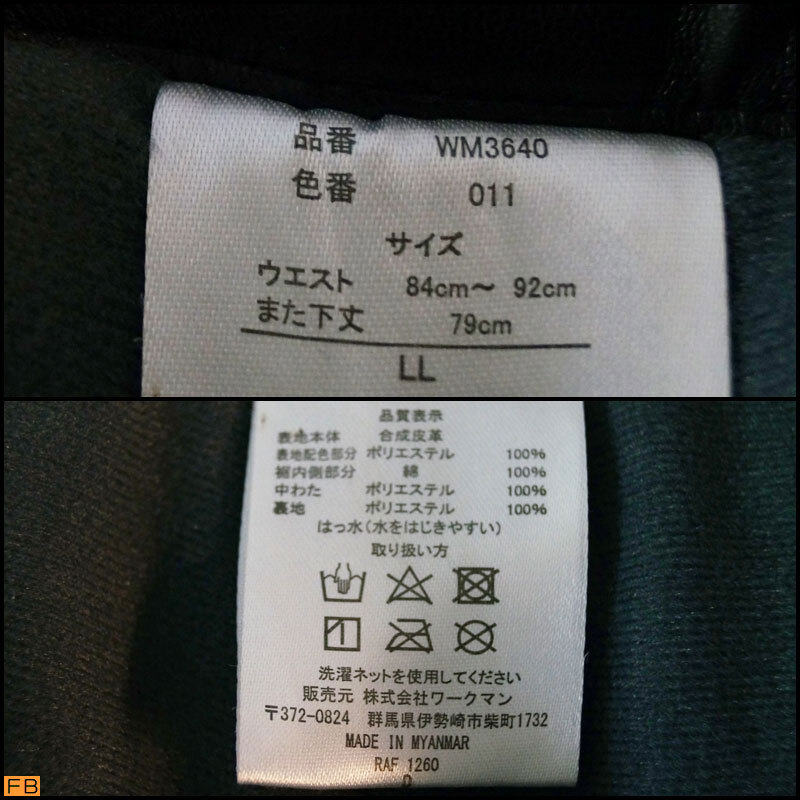 品番 WM3640
色番 011
サイズ
ウエスト 84cm～ 92cm
また下丈 79cm
LL
品質表示
表地本体 合成皮革
表地配色部分 ポリエステル 100%
裾内側部分 綿 100%
中わた ポリエステル 100%
裏地 ポリエステル 100%
はっ水(水をはじきやすい)
取り扱い方
洗濯ネットを使用してください
販売元 株式会社ワークマン
〒372-0824 群馬県伊勢崎市柴町1732
MADE IN MYANMAR
RAF 1260
D
FB